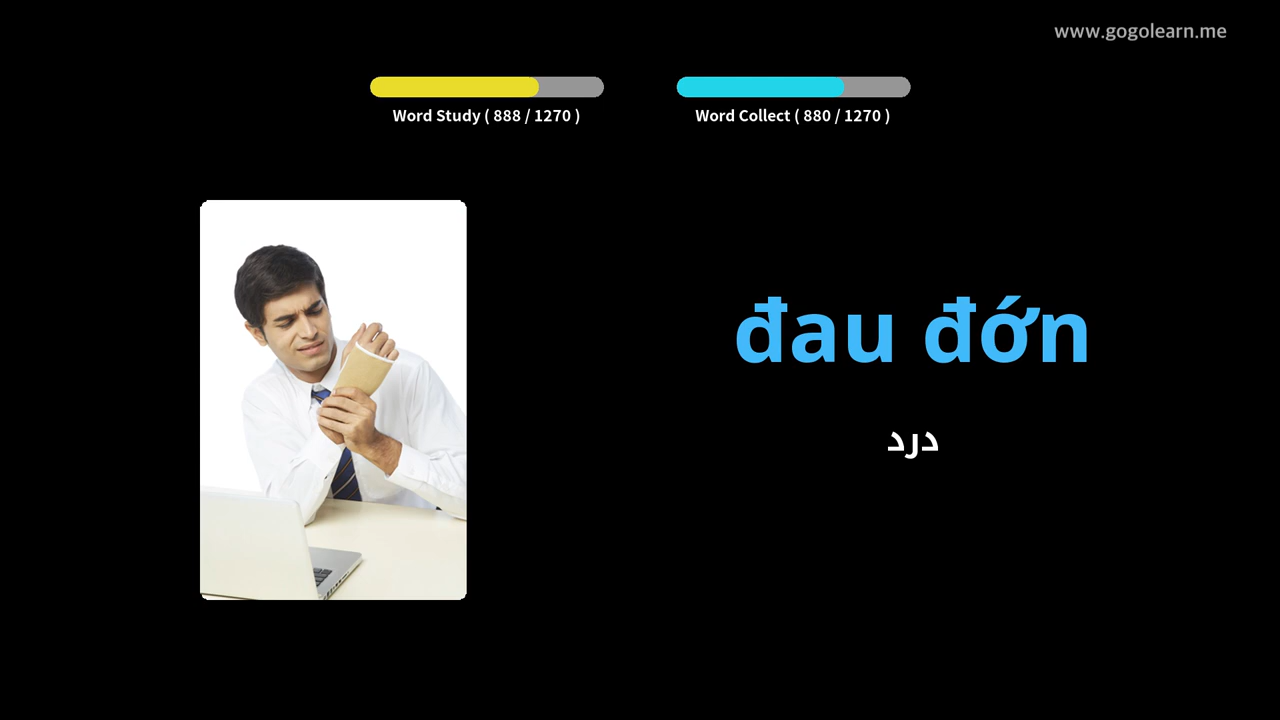 www.gogolearn.me
Word Study ( 888 / 1270 )
Word Collect ( 880 / 1270 )
đau đớn
درد